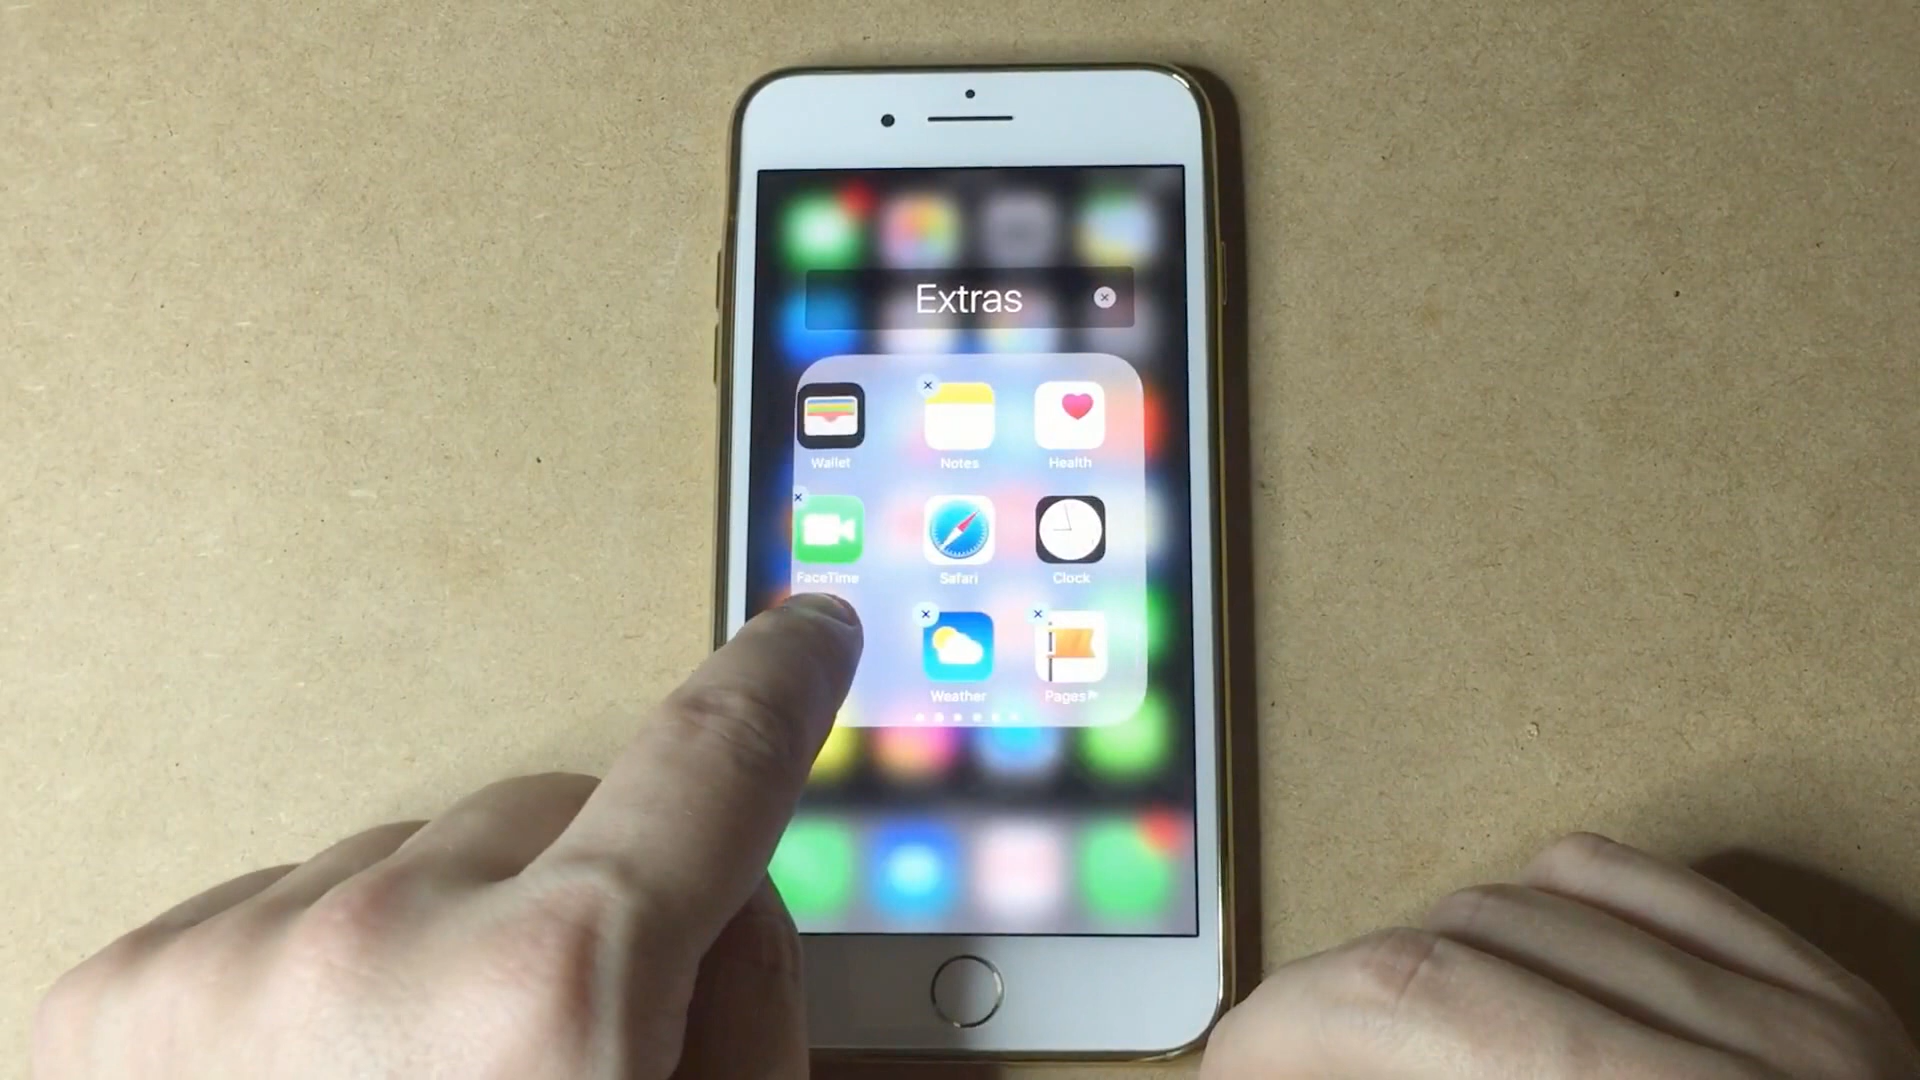 Extras
Wallet
Notes
Health
FaceTime
Safari
Clock
Weather
Pages